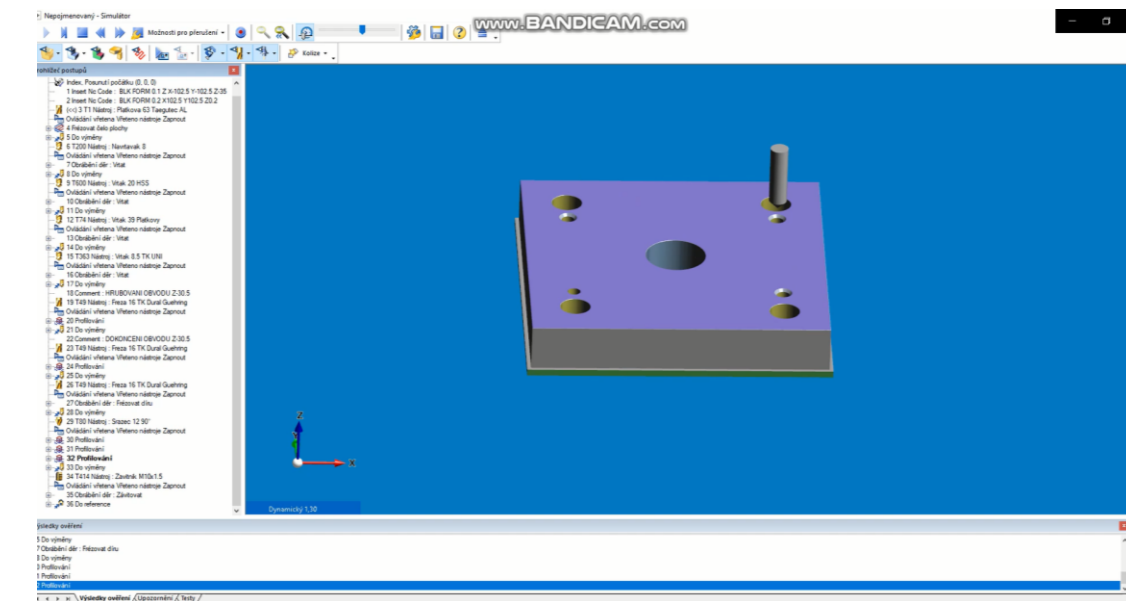 Nepojmenovaný - Simulátor
www.BANDICAM.com
Možnosti pro přerušení
Kolize
rohlížeč postupů
Index, Posunutí počátku (0, 0, 0)
1 Insert No Code : BLK FORM 0.1 Z X-102.5 Y-102.5 Z-35
2 Insert No Code : BLK FORM 0.2 X102.5 Y102.5 Z0.2
(<<) 3 T1 Nástroj : Platkova 63 Taegutec AL
Ovládání vřetena Vřeteno nástroje Zapnout
4 Frézovat čelo plochy
5 Do výměny
6 T200 Nástroj : Navrtavak 8
Ovládání vřetena Vřeteno nástroje Zapnout
7 Obrábění děr : Vrtat
8 Do výměny
9 T600 Nástroj : Vrtak 20 HSS
Ovládání vřetena Vřeteno nástroje Zapnout
10 Obrábění děr : Vrtat
11 Do výměny
12 T74 Nástroj : Vrtak 39 Platkovy
Ovládání vřetena Vřeteno nástroje Zapnout
13 Obrábění děr : Vrtat
14 Do výměny
15 T363 Nástroj : Vrtak 8.5 TK UNI
Ovládání vřetena Vřeteno nástroje Zapnout
16 Obrábění děr : Vrtat
17 Do výměny
18 Comment : HRUBOVANI OBVODU Z-30.5
19 T49 Nástroj : Freza 16 TK Dural Guehring
Ovládání vřetena Vřeteno nástroje Zapnout
20 Profilování
21 Do výměny
22 Comment : DOKONCENI OBVODU Z-30.5
23 T49 Nástroj : Freza 16 TK Dural Guehring
Ovládání vřetena Vřeteno nástroje Zapnout
24 Profilování
25 Do výměny
26 T49 Nástroj : Freza 16 TK Dural Guehring
Ovládání vřetena Vřeteno nástroje Zapnout
27 Obrábění děr : Frézovat díru
28 Do výměny
29 T80 Nástroj : Srazec 12 90°
Ovládání vřetena Vřeteno nástroje Zapnout
30 Profilování
31 Profilování
32 Profilování
33 Do výměny
34 T414 Nástroj : Zavitnik M10x1.5
Ovládání vřetena Vřeteno nástroje Zapnout
35 Obrábění děr : Závitovat
36 Do reference
Z
X
Dynamický 1,30
ýsledky ověření
Do výměny
7 Obrábění děr : Frézovat díru
Do výměny
Profilování
1 Profilování
2 Profilování
Výsledky ověření
Upozornění
Testy